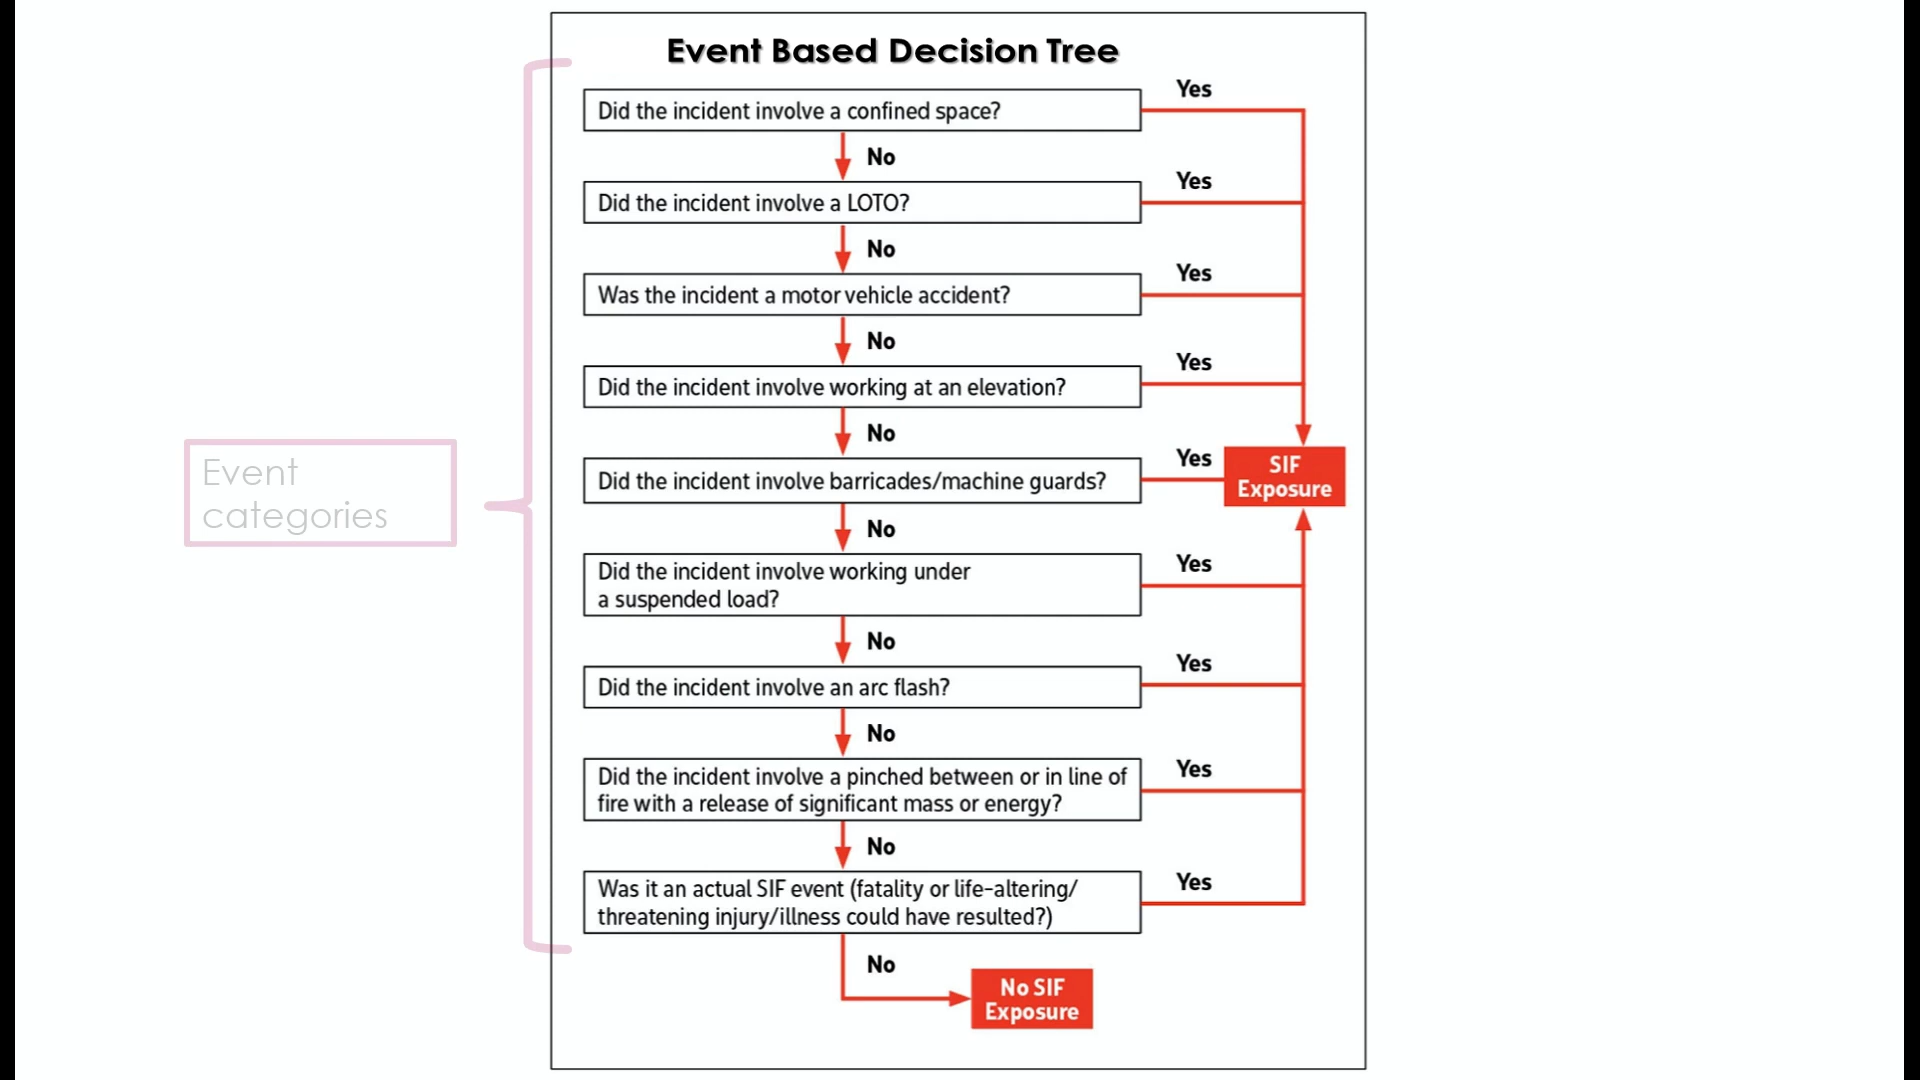 Event Based Decision Tree
Did the incident involve a confined space?
Yes
No
Did the incident involve a LOTO?
Yes
No
Was the incident a motor vehicle accident?
Yes
No
Did the incident involve working at an elevation?
Yes
No
Did the incident involve barricades/machine guards?
Yes
SIF
Exposure
No
Did the incident involve working under
a suspended load?
Yes
No
Did the incident involve an arc flash?
Yes
No
Did the incident involve a pinched between or in line of
fire with a release of significant mass or energy?
Yes
No
Was it an actual SIF event (fatality or life-altering/
threatening injury/illness could have resulted?)
Yes
No
No SIF
Exposure
Event
categories